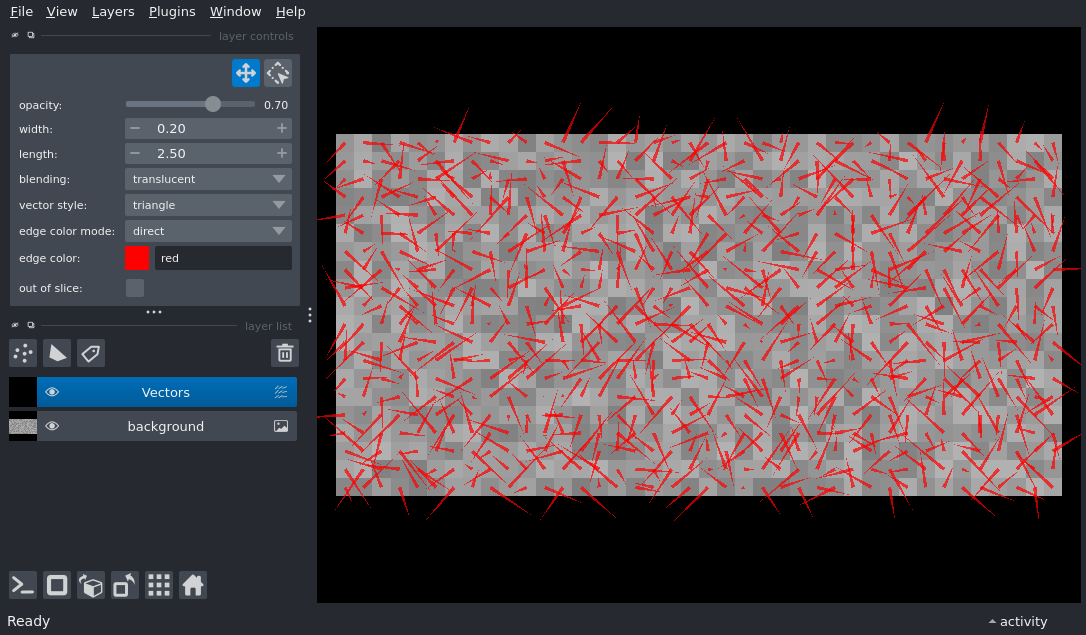 File View Layers Plugins Window Help
layer controls
opacity: 0.70
width: 0.20
length: 2.50
blending: translucent
vector style: triangle
edge color mode: direct
edge color: red
out of slice:
layer list
Vectors
background
Ready
activity